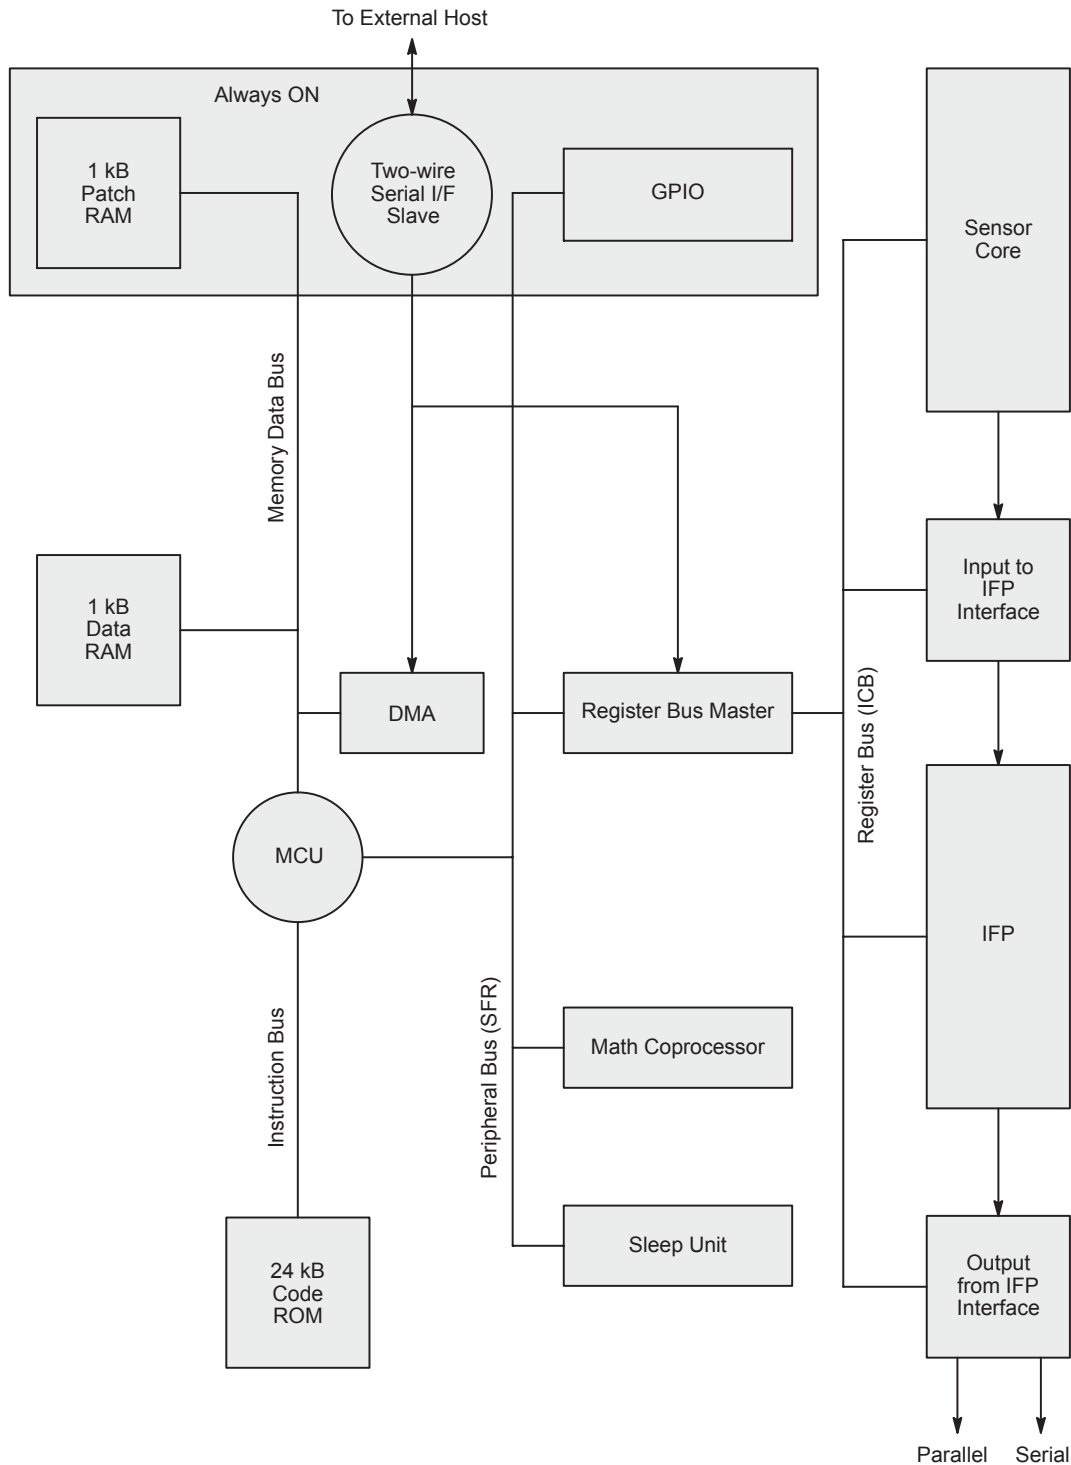 To External Host
Always ON
1 kB
Patch
RAM
Two-wire
Serial I/F
Slave
GPIO
Sensor
Core
Memory Data Bus
1 kB
Data
RAM
Input to
IFP
Interface
DMA
Register Bus Master
Register Bus (ICB)
MCU
IFP
Instruction Bus
Peripheral Bus (SFR)
Math Coprocessor
Sleep Unit
24 kB
Code
ROM
Output
from IFP
Interface
Parallel
Serial